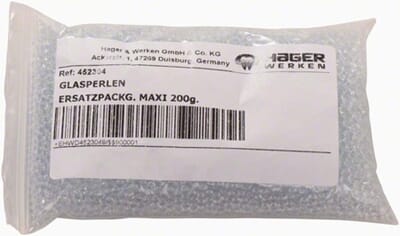 Hager & Werken GmbH & Co. KG
Ackerstr. 1, 47269 Duisburg, Germany
HAGER
WERKEN
Ref: 452304
GLASPERLEN
ERSATZPACKG. MAXI 200g.